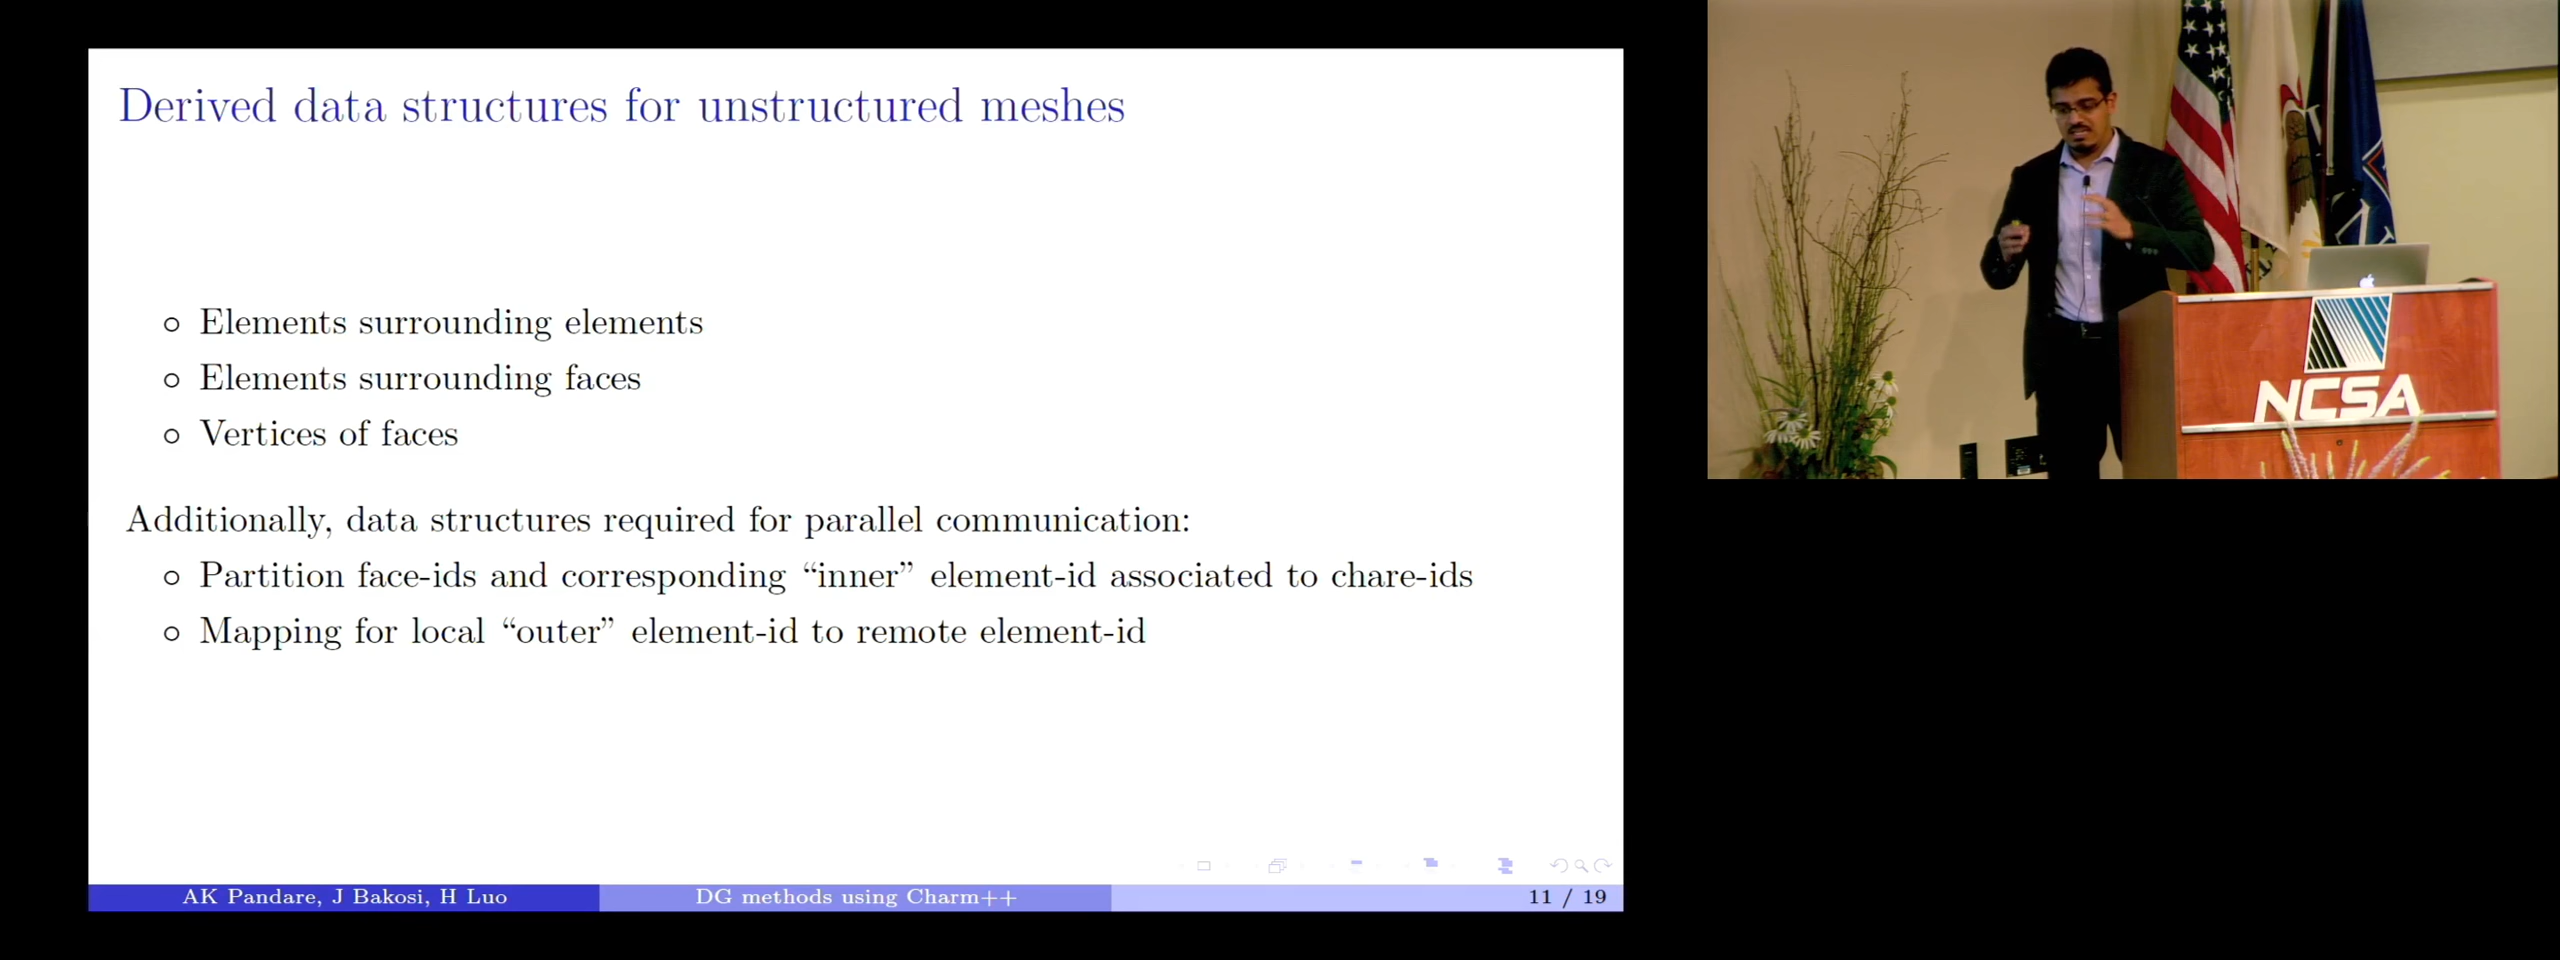 Derived data structures for unstructured meshes
Elements surrounding elements
Elements surrounding faces
Vertices of faces
Additionally, data structures required for parallel communication:
Partition face-ids and corresponding “inner” element-id associated to chare-ids
Mapping for local “outer” element-id to remote element-id
AK Pandare, J Bakosi, H Luo
DG methods using Charm++
11 / 19
NCSA